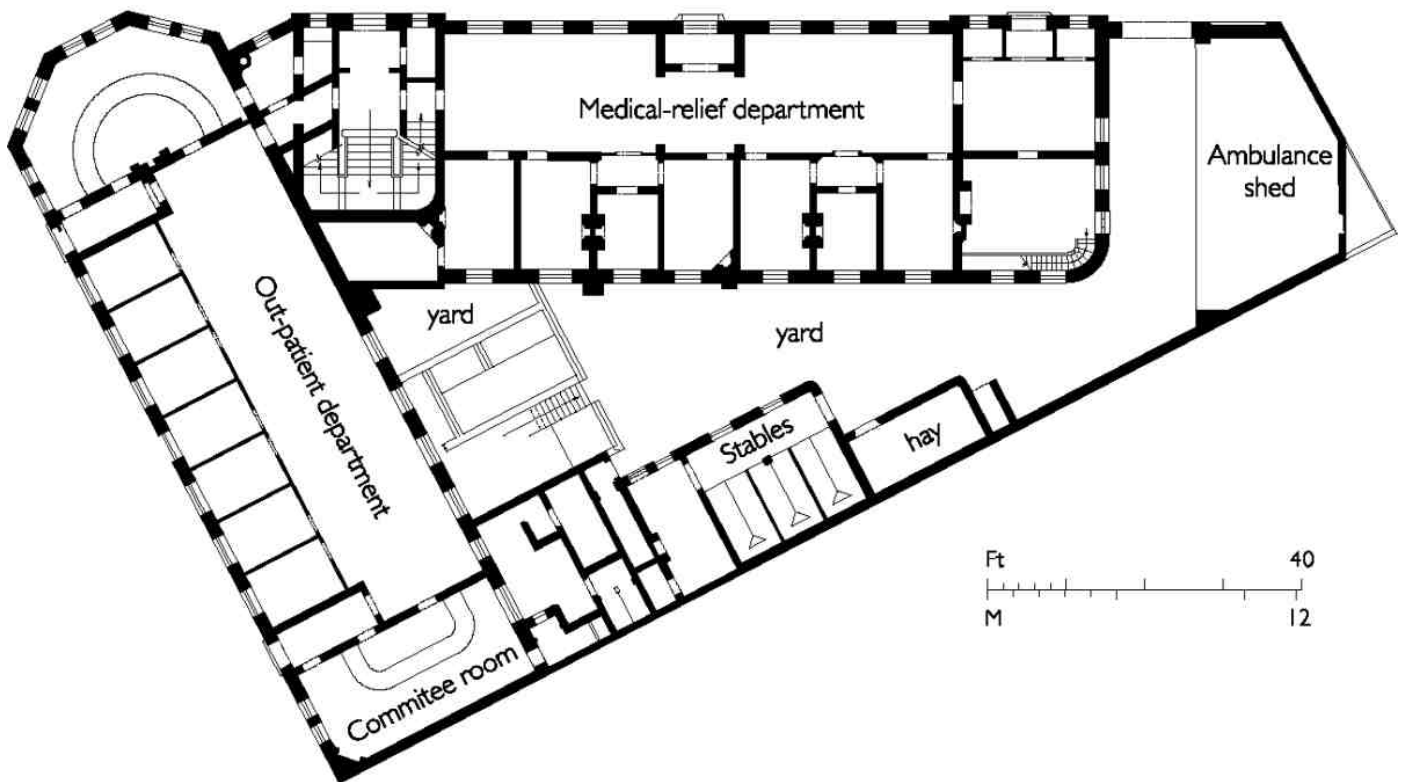 Medical-relief department
Ambulance
shed
Out-patient department
yard
yard
Stables
hay
Commitee room
Ft 40
M 12